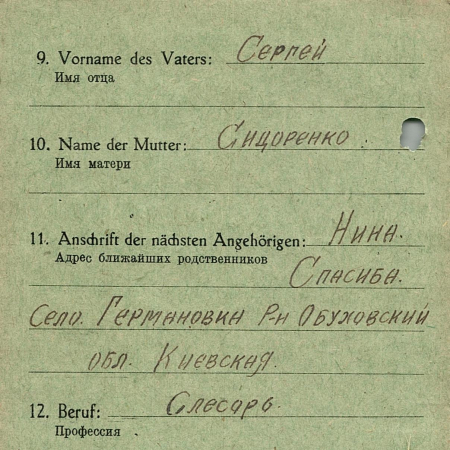 9. Vorname des Vaters: Сергей
Имя отца
10. Name der Mutter: Сидоренко.
Имя матери
11. Anschrift der nächsten Angehörigen: Нина.
Адрес ближайших родственников
Спасиба.
Село. Германовка Р-н Обуховский
обл. Киевская.
12. Beruf: Слесарь.
Профессия